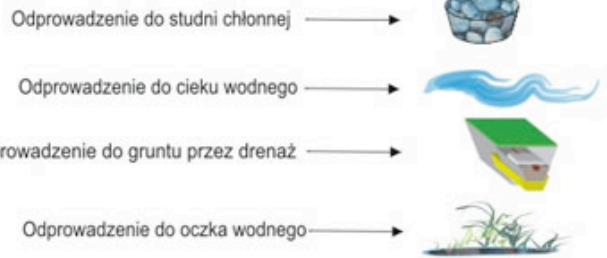 Odprowadzenie do studni chłonnej
Odprowadzenie do cieku wodnego
rowadzenie do gruntu przez drenaż
Odprowadzenie do oczka wodnego